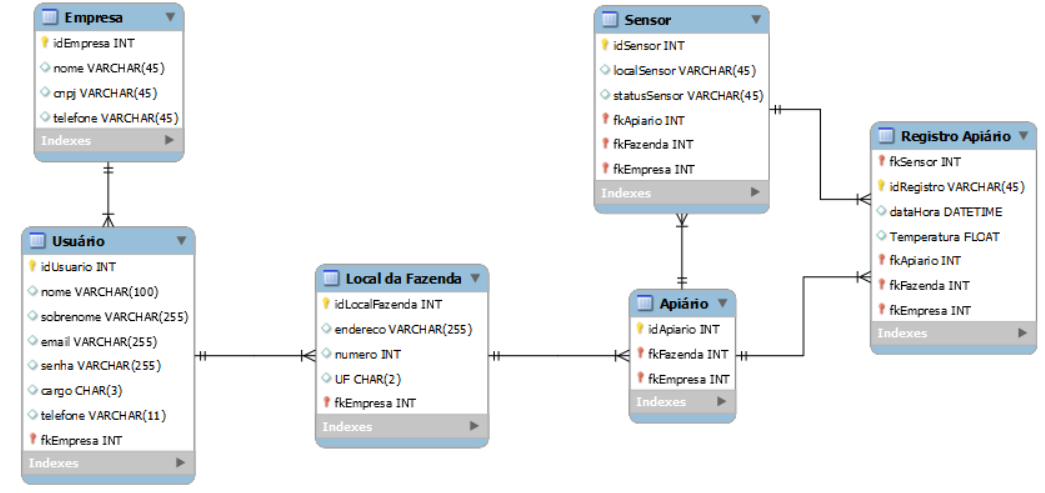 Empresa
idEmpresa INT
nome VARCHAR(45)
cnpj VARCHAR(45)
telefone VARCHAR(45)
Indexes
Usuário
idUsuario INT
nome VARCHAR(100)
sobrenome VARCHAR(255)
email VARCHAR(255)
senha VARCHAR(255)
cargo CHAR(3)
telefone VARCHAR(11)
fkEmpresa INT
Indexes
Local da Fazenda
idLocalFazenda INT
endereco VARCHAR(255)
numero INT
UF CHAR(2)
fkEmpresa INT
Indexes
Sensor
idSensor INT
localSensor VARCHAR(45)
statusSensor VARCHAR(45)
fkApiario INT
fkFazenda INT
fkEmpresa INT
Indexes
Apiário
idApiario INT
fkFazenda INT
fkEmpresa INT
Indexes
Registro Apiário
fkSensor INT
idRegistro VARCHAR(45)
dataHora DATETIME
Temperatura FLOAT
fkApiario INT
fkFazenda INT
fkEmpresa INT
Indexes